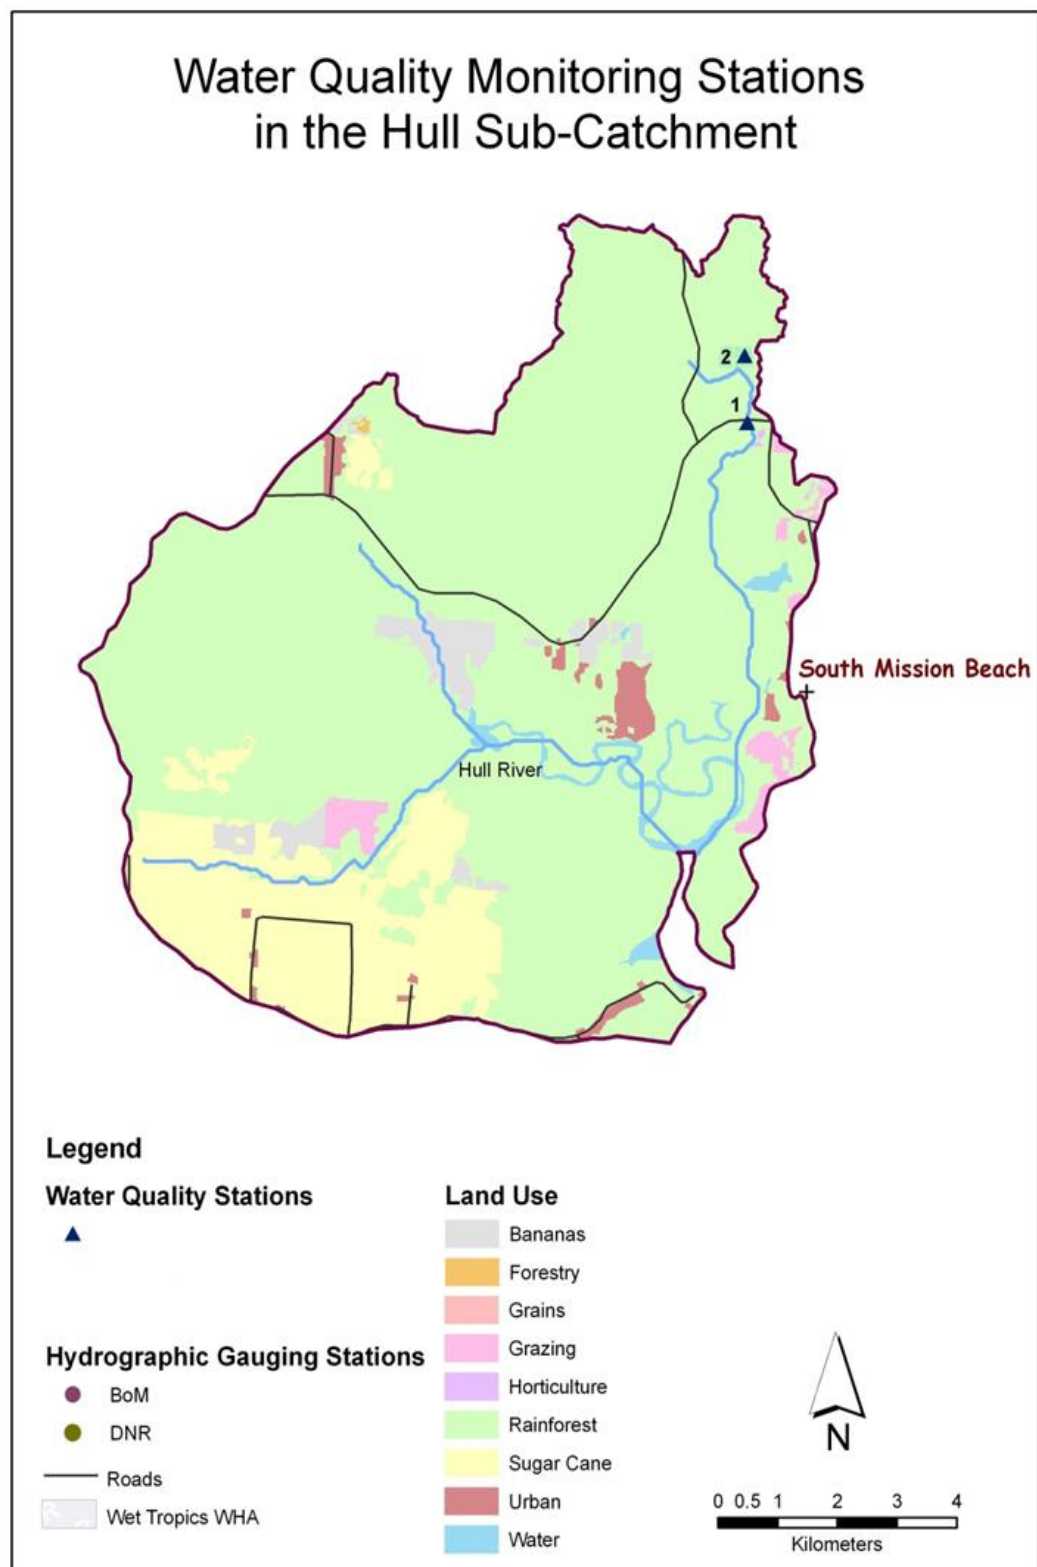 Water Quality Monitoring Stations
in the Hull Sub-Catchment
2
1
South Mission Beach
Hull River
Legend
Water Quality Stations
Hydrographic Gauging Stations
BoM
DNR
Roads
Wet Tropics WHA
Land Use
Bananas
Forestry
Grains
Grazing
Horticulture
Rainforest
Sugar Cane
Urban
Water
N
0 0.5 1 2 3 4
Kilometers